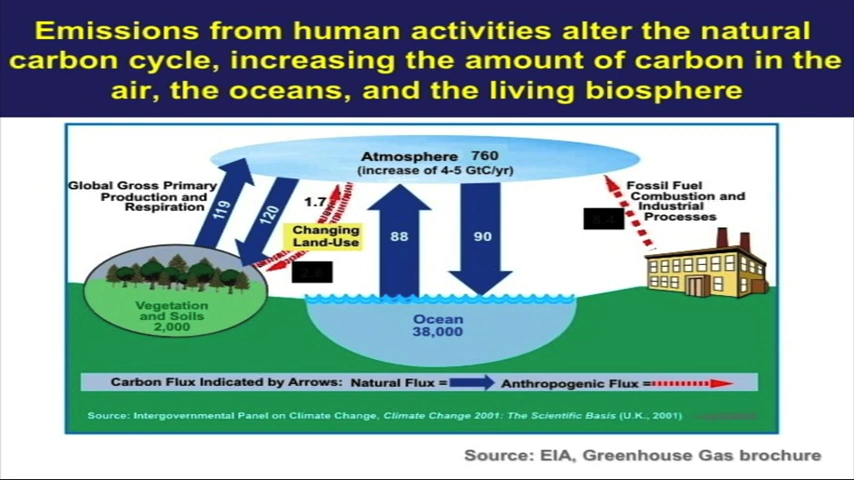 Emissions from human activities alter the natural
carbon cycle, increasing the amount of carbon in the
air, the oceans, and the living biosphere
Atmosphere 760
(increase of 4-5 GtC/yr)
Global Gross Primary
Production and
Respiration
119
120
1.7
Changing
Land-Use
88
90
Fossil Fuel
Combustion and
Industrial
Processes
Vegetation
and Soils
2,000
Ocean
38,000
Carbon Flux Indicated by Arrows: Natural Flux = Anthropogenic Flux =
Source: Intergovernmental Panel on Climate Change, Climate Change 2001: The Scientific Basis (U.K., 2001)
Source: EIA, Greenhouse Gas brochure